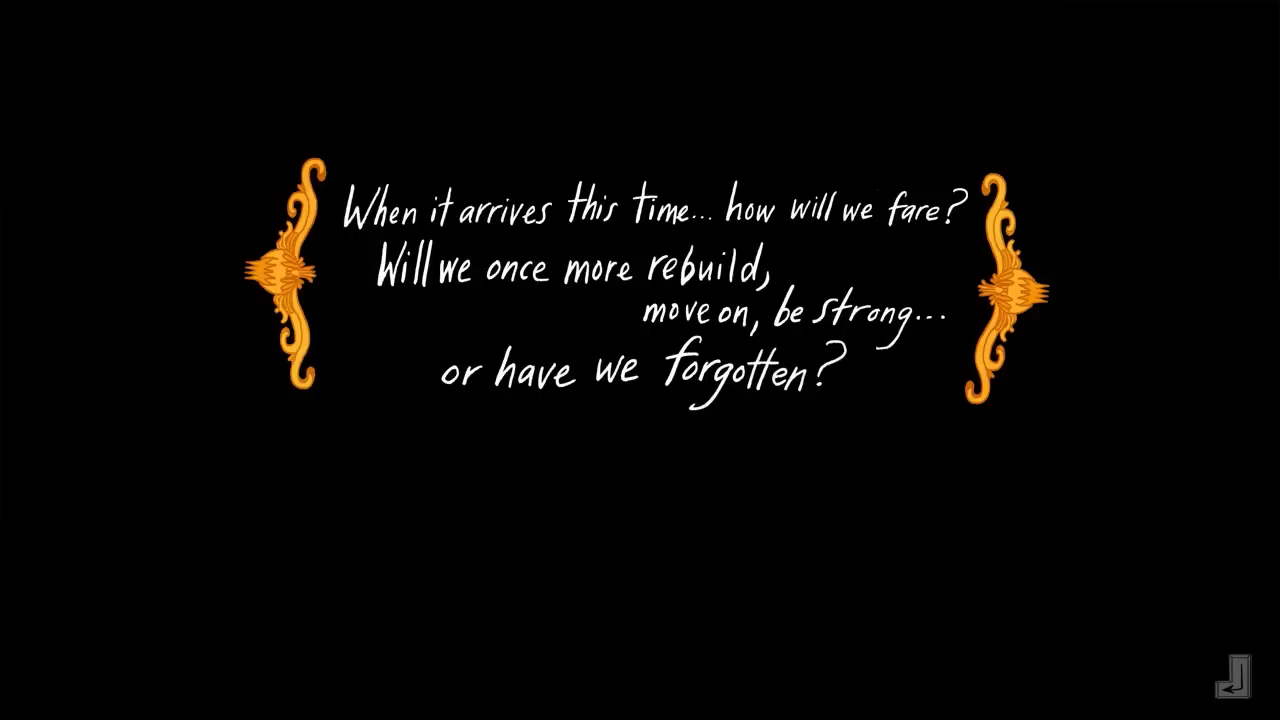 When it arrives this time... how will we fare?
Will we once more rebuild,
move on, be strong...
or have we forgotten?